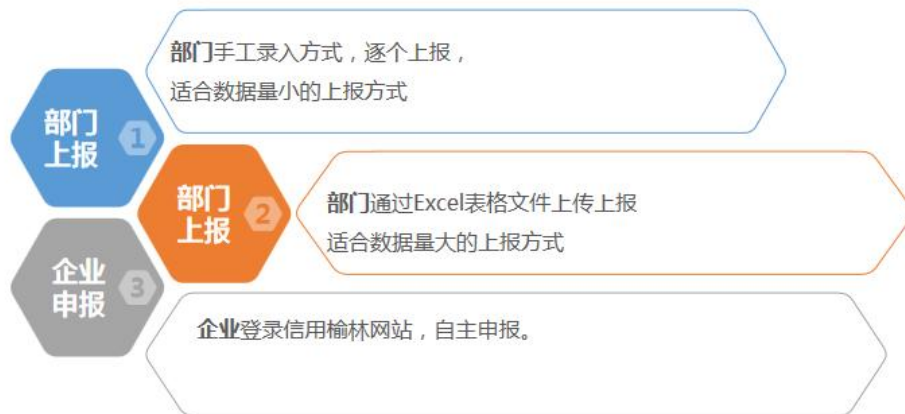 部门手工录入方式，逐个上报，
适合数据量小的上报方式
部门
上报
1
部门
上报
2
部门通过Excel表格文件上传上报
适合数据量大的上报方式
企业
申报
3
企业登录信用榆林网站，自主申报。